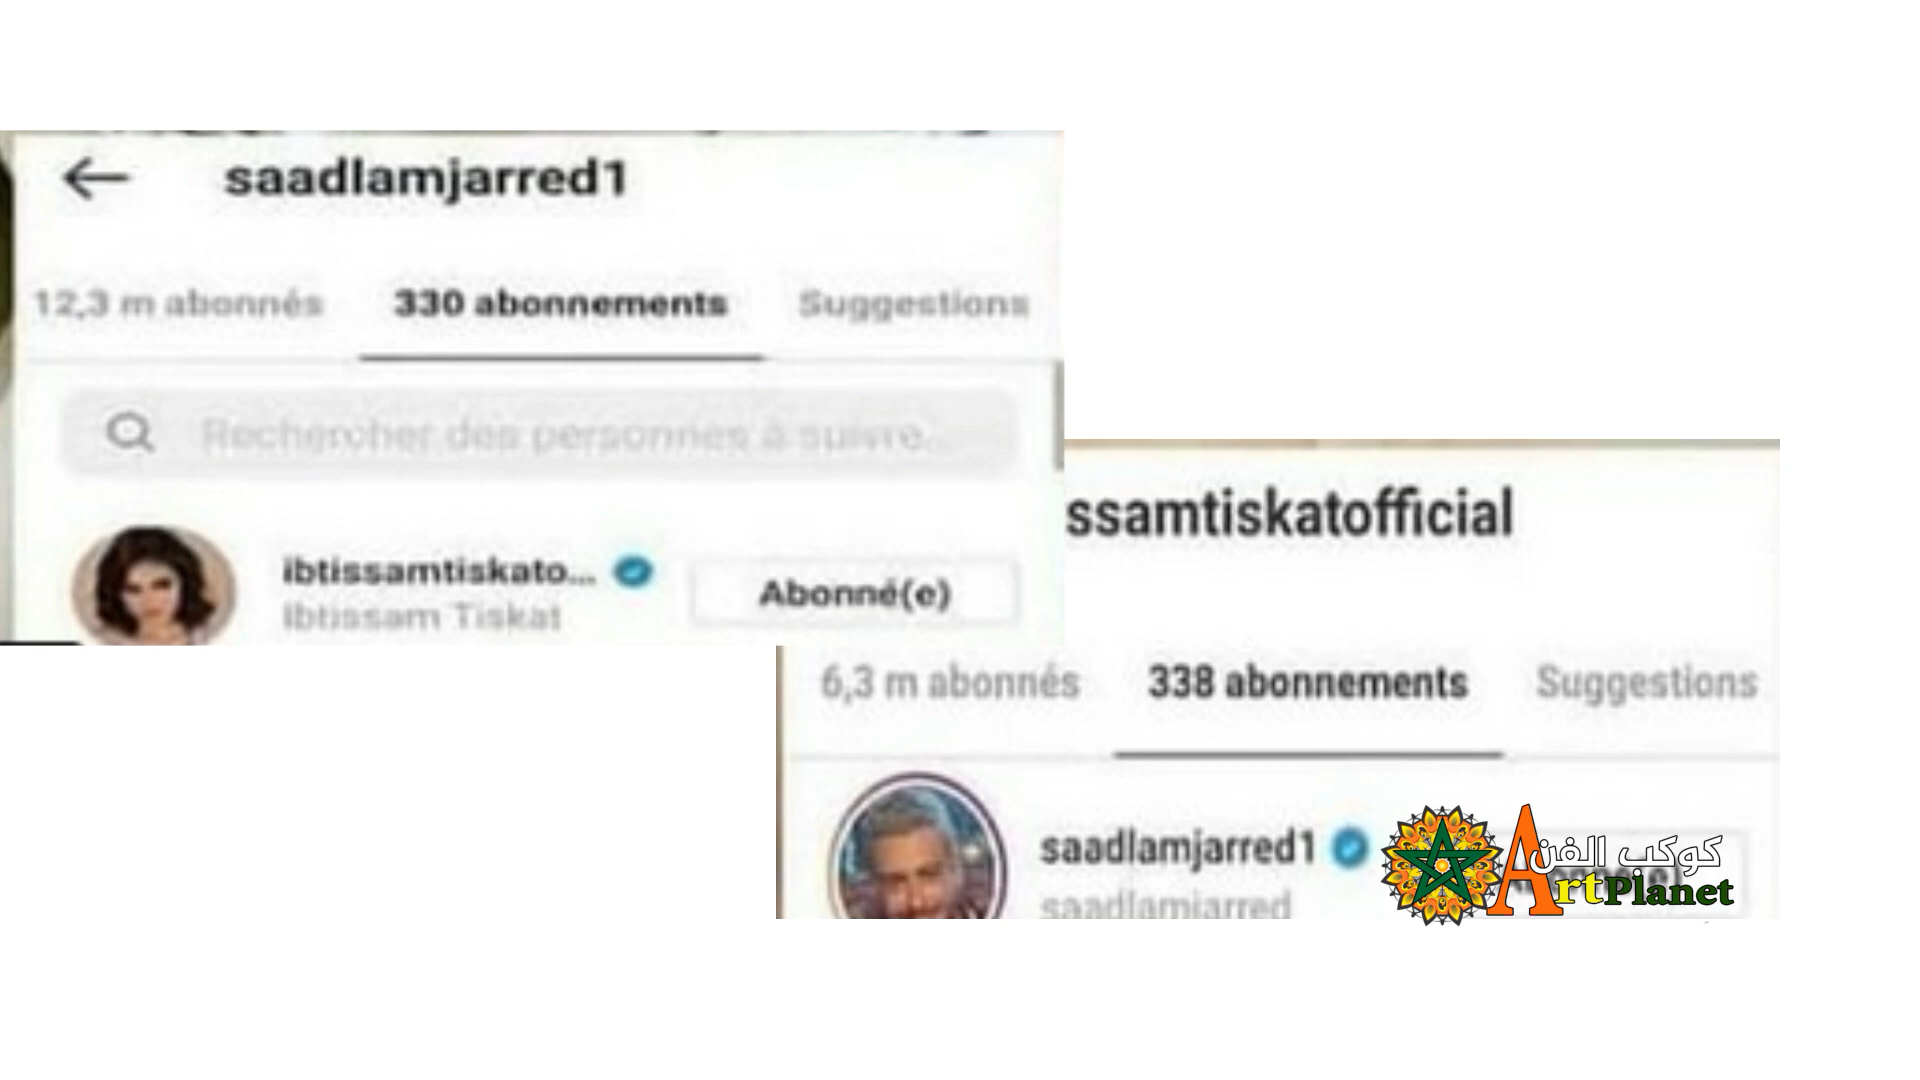 saadlamjarred1
12,3 m abonnés 330 abonnements Suggestions
Rechercher des personnes à suivre.
ibtissamtiskato...
Ibtissam Tiskat
Abonné(e)
ssamtiskatofficial
6,3 m abonnés 338 abonnements Suggestions
saadlamjarred1
saadlamjarred
كوكب الفن
ArtPlanet